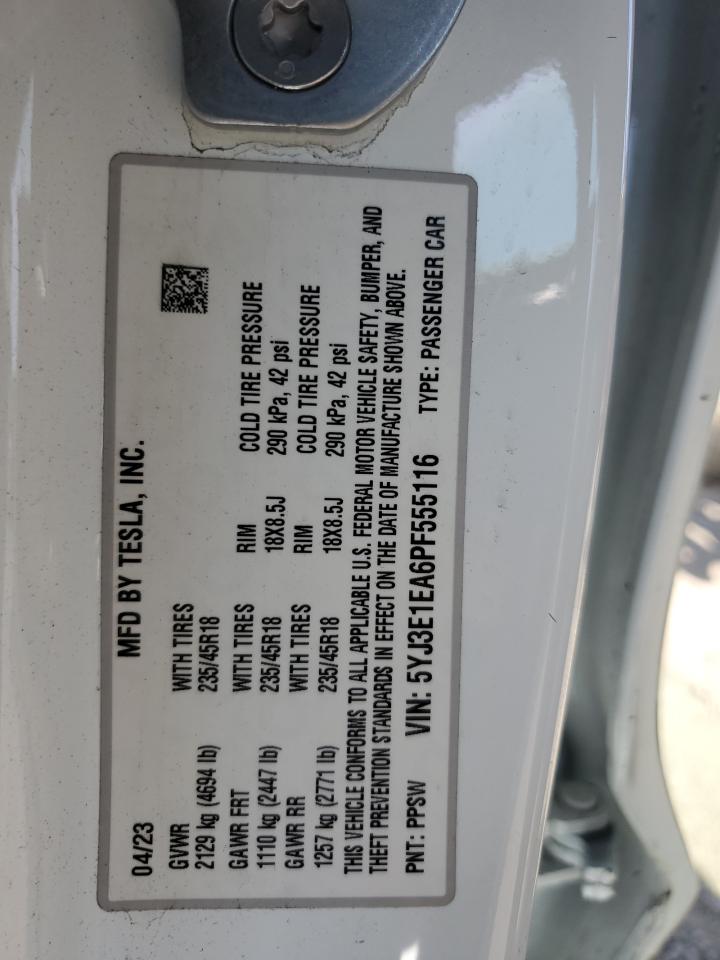 04/23 MFD BY TESLA, INC.
GVWR WITH TIRES
2129 kg (4694 lb) 235/45R18
GAWR FRT WITH TIRES RIM COLD TIRE PRESSURE
1110 kg (2447 lb) 235/45R18 18X8.5J 290 kPa, 42 psi
GAWR RR WITH TIRES RIM COLD TIRE PRESSURE
1257 kg (2771 lb) 235/45R18 18X8.5J 290 kPa, 42 psi
THIS VEHICLE CONFORMS TO ALL APPLICABLE U.S. FEDERAL MOTOR VEHICLE SAFETY, BUMPER, AND
THEFT PREVENTION STANDARDS IN EFFECT ON THE DATE OF MANUFACTURE SHOWN ABOVE.
PNT: PPSW VIN: 5YJ3E1EA6PF555116 TYPE: PASSENGER CAR